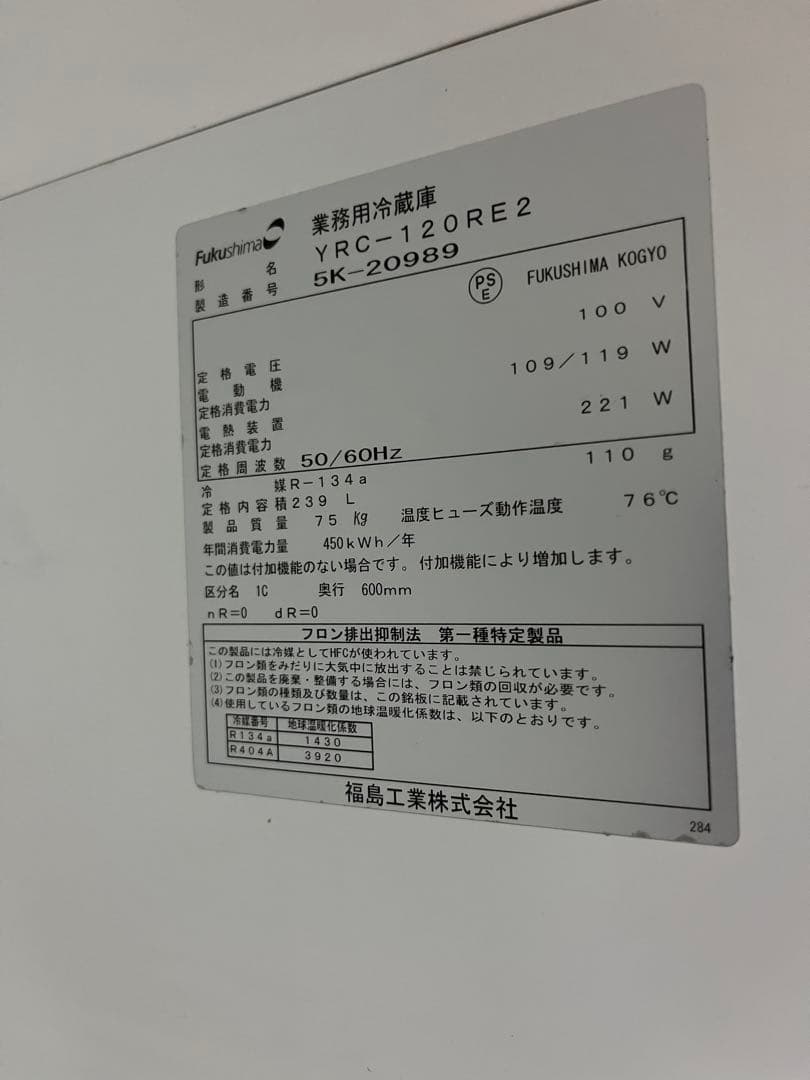 Fukushima
業務用冷蔵庫
形名 YRC-120RE2
製造番号 5K-20989
PSE FUKUSHIMA KOGYO
定格電圧 100 V
電動機
定格消費電力 109/119 W
電熱装置
定格消費電力 221 W
定格周波数 50/60Hz
冷媒 R-134a 110 g
定格内容積 239 L
製品質量 75 kg 温度ヒューズ動作温度 76℃
年間消費電力量 450kWh/年
この値は付加機能のない場合です。付加機能により増加します。
区分名 1C 奥行 600mm
nR=0 dR=0
フロン排出抑制法 第一種特定製品
この製品には冷媒としてHFCが使われています。
(1)フロン類をみだりに大気中に放出することは禁じられています。
(2)この製品を廃棄・整備する場合には、フロン類の回収が必要です。
(3)フロン類の種類及び数量は、この銘板に記載されています。
(4)使用しているフロン類の地球温暖化係数は、以下のとおりです。
冷媒番号 地球温暖化係数
R134a 1430
R404A 3920
福島工業株式会社
284